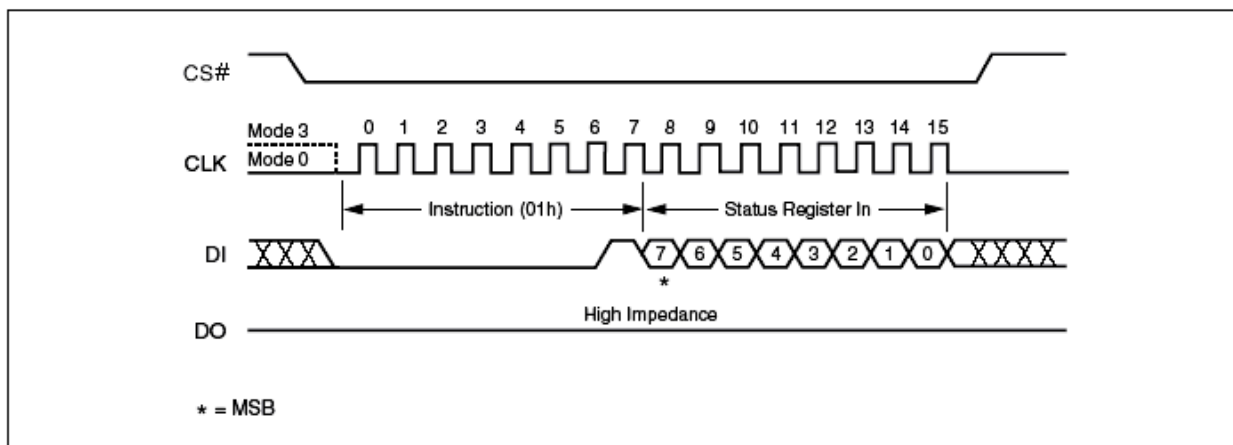 CS#
Mode 3 0 1 2 3 4 5 6 7 8 9 10 11 12 13 14 15
CLK Mode 0
Instruction (01h) Status Register In
DI 7 6 5 4 3 2 1 0
*
High Impedance
DO
* = MSB